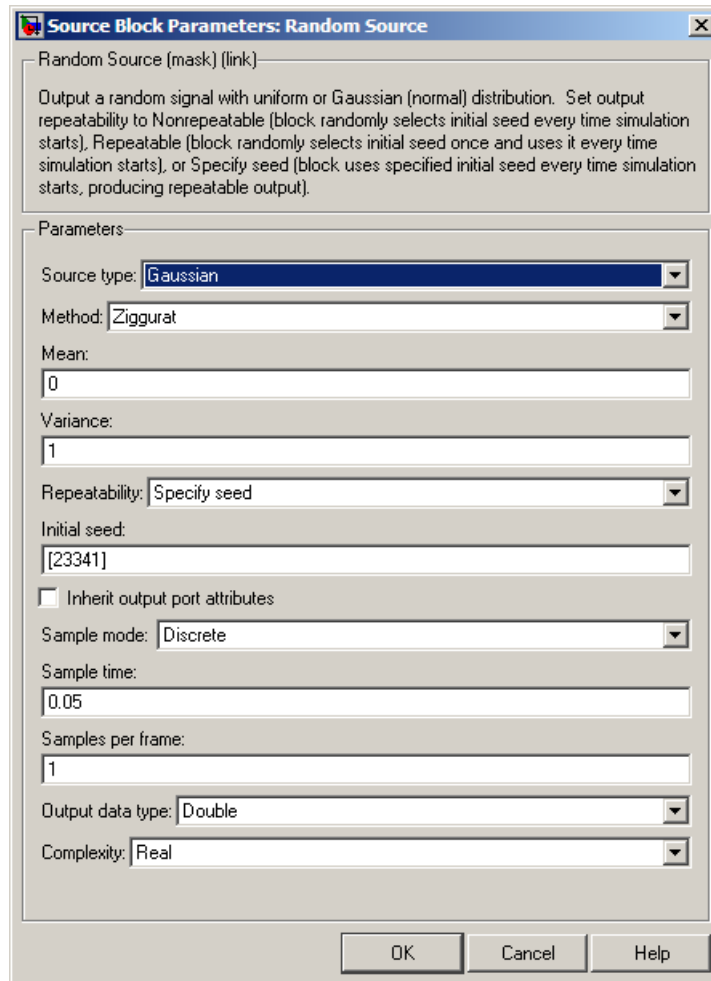 Source Block Parameters: Random Source
Random Source (mask) (link)
Output a random signal with uniform or Gaussian (normal) distribution.  Set output
repeatability to Nonrepeatable (block randomly selects initial seed every time simulation
starts), Repeatable (block randomly selects initial seed once and uses it every time
simulation starts), or Specify seed (block uses specified initial seed every time simulation
starts, producing repeatable output).
Parameters
Source type: Gaussian
Method: Ziggurat
Mean:
0
Variance:
1
Repeatability: Specify seed
Initial seed:
[23341]
Inherit output port attributes
Sample mode: Discrete
Sample time:
0.05
Samples per frame:
1
Output data type: Double
Complexity: Real
OK Cancel Help